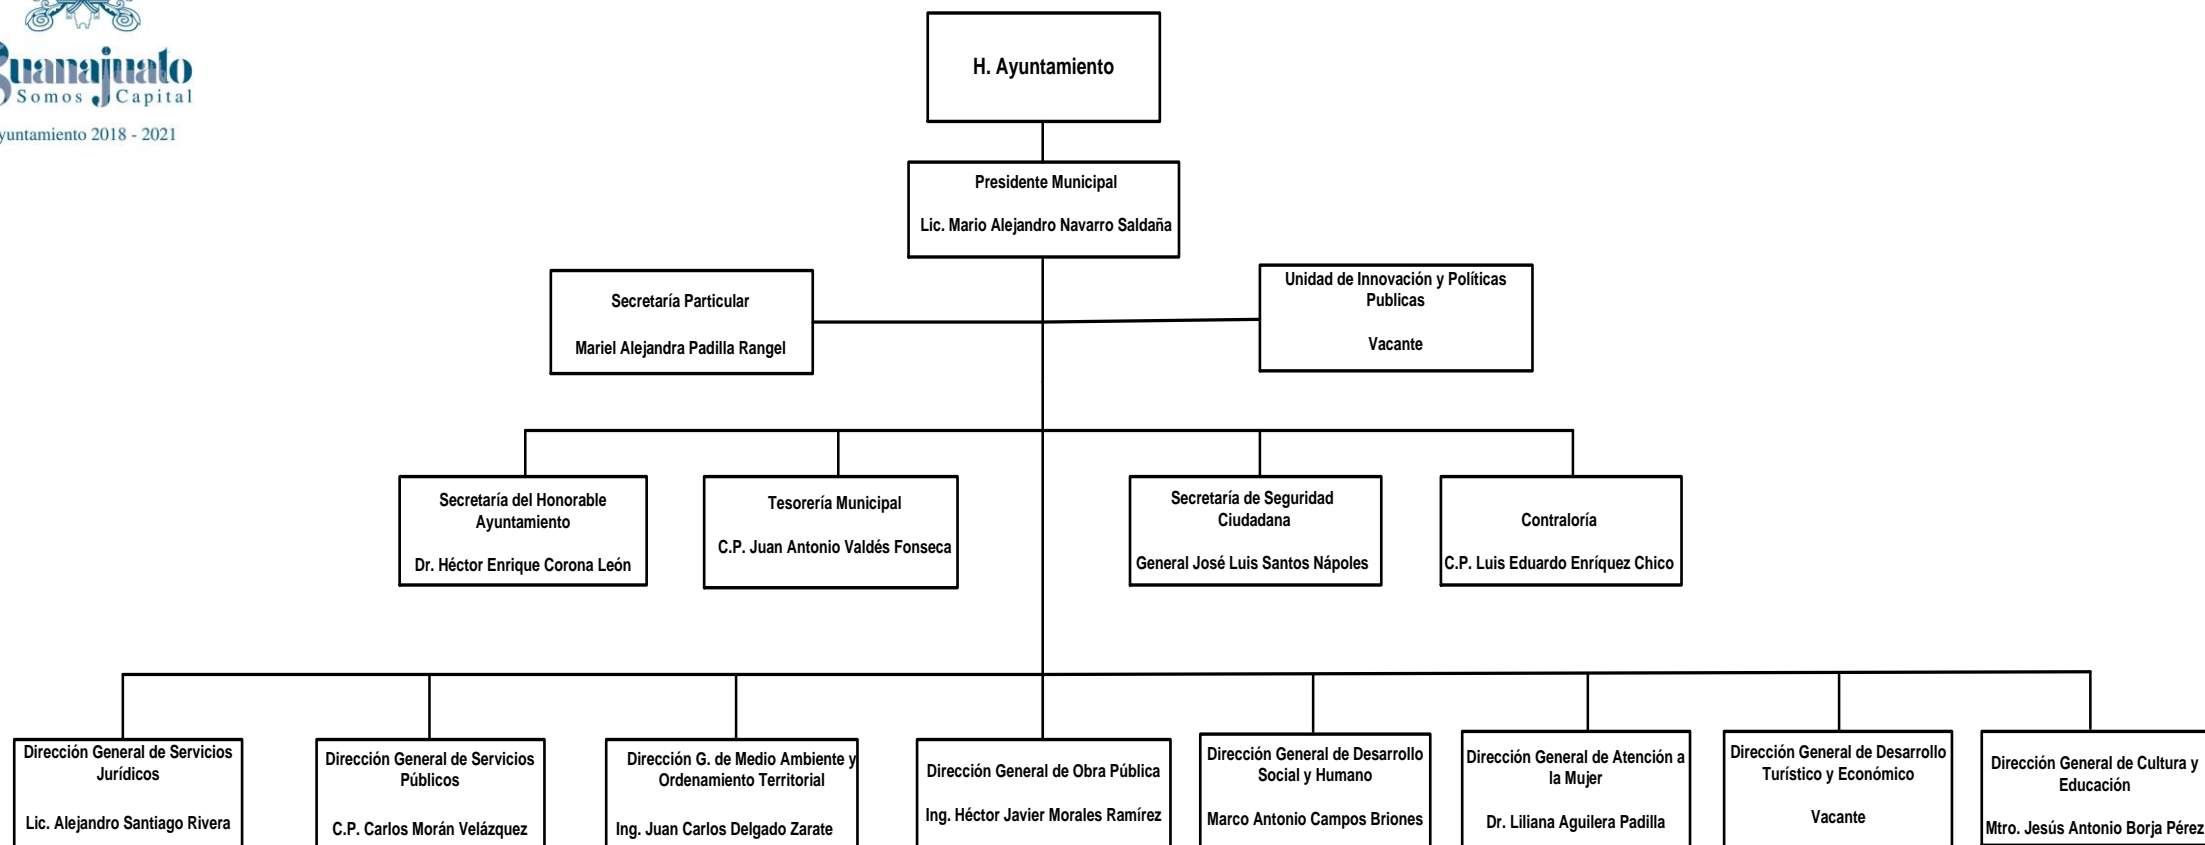 Guanajuato
Somos Capital
yuntamiento 2018 - 2021
H. Ayuntamiento
Presidente Municipal
Lic. Mario Alejandro Navarro Saldaña
Secretaría Particular
Mariel Alejandra Padilla Rangel
Unidad de Innovación y Políticas
Publicas
Vacante
Secretaría del Honorable
Ayuntamiento
Dr. Héctor Enrique Corona León
Tesorería Municipal
C.P. Juan Antonio Valdés Fonseca
Secretaría de Seguridad
Ciudadana
General José Luis Santos Nápoles
Contraloría
C.P. Luis Eduardo Enríquez Chico
Dirección General de Servicios
Jurídicos
Lic. Alejandro Santiago Rivera
Dirección General de Servicios
Públicos
C.P. Carlos Morán Velázquez
Dirección G. de Medio Ambiente y
Ordenamiento Territorial
Ing. Juan Carlos Delgado Zarate
Dirección General de Obra Pública
Ing. Héctor Javier Morales Ramírez
Dirección General de Desarrollo
Social y Humano
Marco Antonio Campos Briones
Dirección General de Atención a
la Mujer
Dr. Liliana Aguilera Padilla
Dirección General de Desarrollo
Turístico y Económico
Vacante
Dirección General de Cultura y
Educación
Mtro. Jesús Antonio Borja Pérez